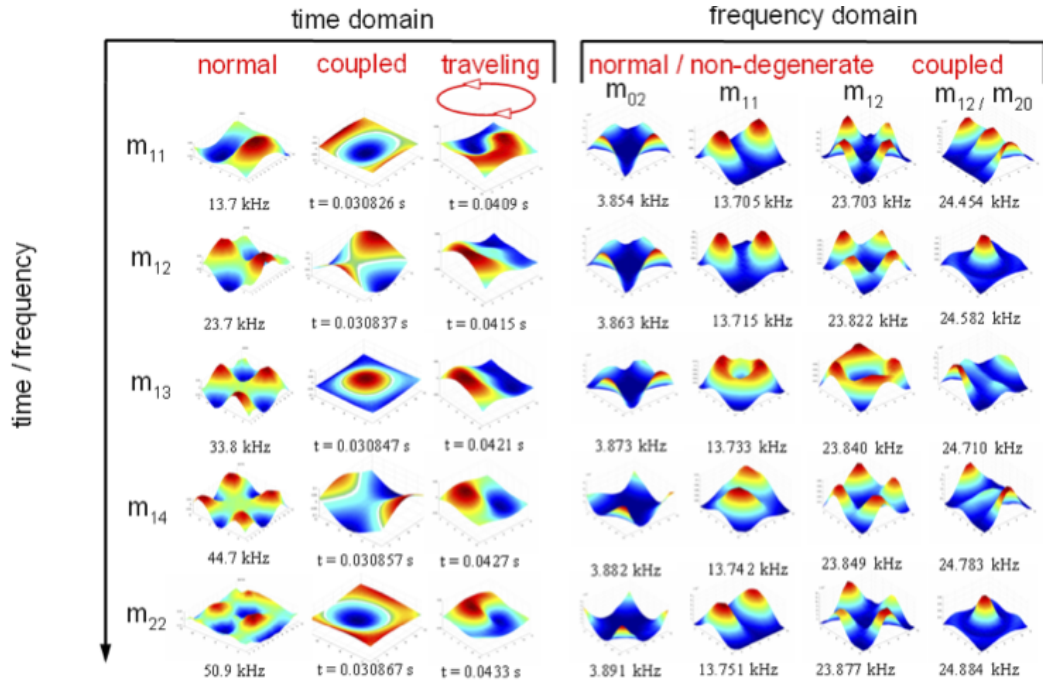 time domain
frequency domain
normal coupled traveling normal / non-degenerate coupled
m02 m11 m12 m12 / m20
m11
13.7 kHz t = 0.030826 s t = 0.0409 s 3.854 kHz 13.705 kHz 23.703 kHz 24.454 kHz
m12
23.7 kHz t = 0.030837 s t = 0.0415 s 3.863 kHz 13.715 kHz 23.822 kHz 24.582 kHz
time / frequency
m13
33.8 kHz t = 0.030847 s t = 0.0421 s 3.873 kHz 13.733 kHz 23.840 kHz 24.710 kHz
m14
44.7 kHz t = 0.030857 s t = 0.0427 s 3.882 kHz 13.742 kHz 23.849 kHz 24.783 kHz
m22
50.9 kHz t = 0.030867 s t = 0.0433 s 3.891 kHz 13.751 kHz 23.877 kHz 24.884 kHz